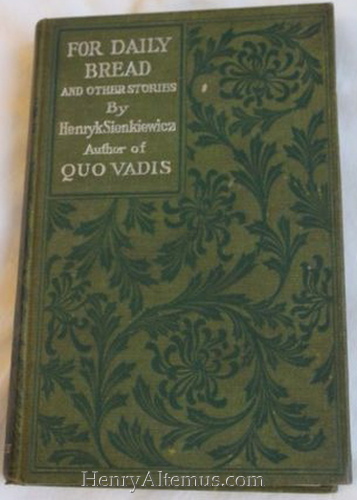 FOR DAILY
BREAD
AND OTHER STORIES
By
Henryk Sienkiewicz
Author of
QUO VADIS
HenryAltemus.com